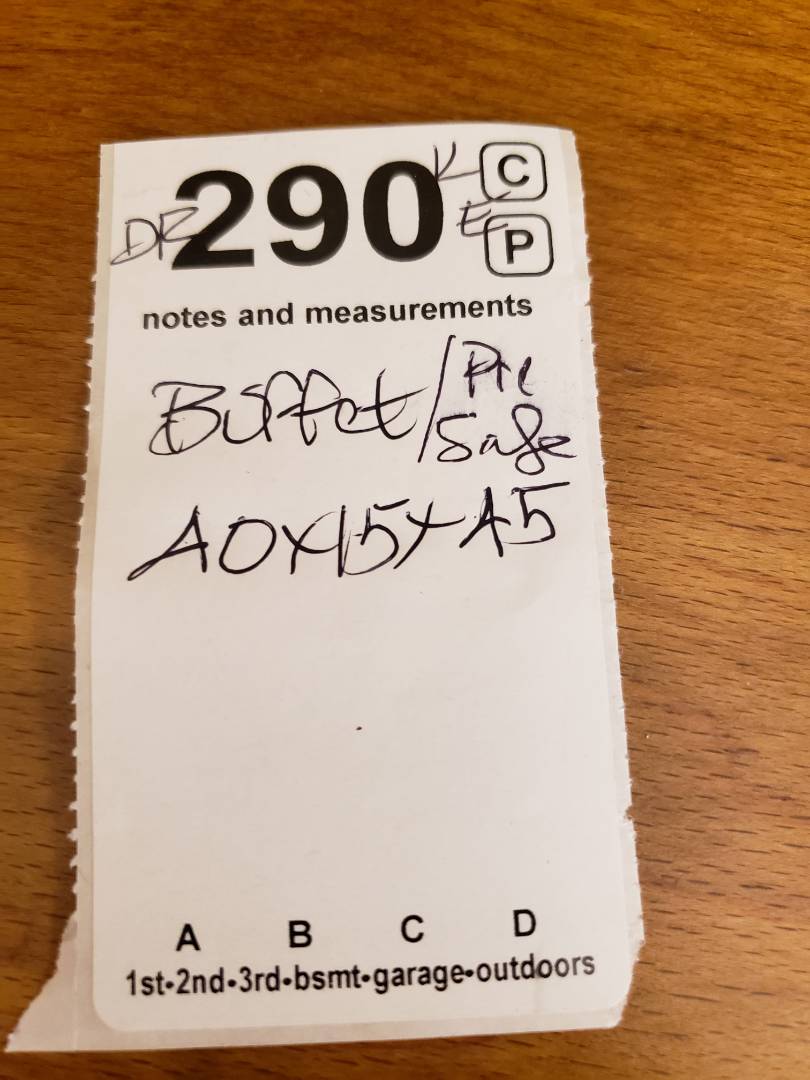 DR 290 K C
E P
notes and measurements
Buffet/Pie Safe
40x15x45
A B C D
1st•2nd•3rd•bsmt•garage•outdoors